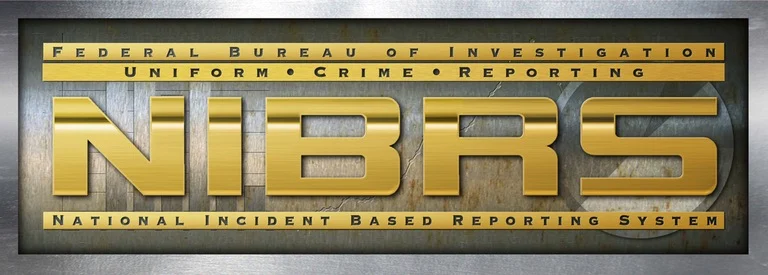 Federal Bureau of Investigation
Uniform • Crime • Reporting
NIBRS
National Incident Based Reporting System